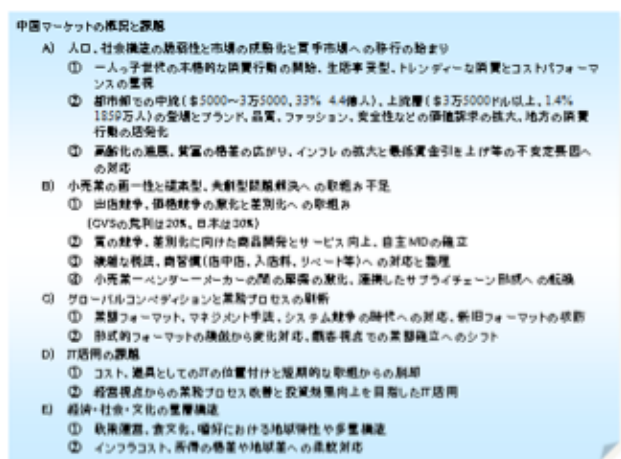 中国マーケットの概況と課題
A) 人口、社会構造の脆弱性と市場の成熟化と買手市場への移行の始まり
① 一人っ子世代の本格的な消費行動の開始、生活享受型、トレンディーな消費とコストパフォーマ
ンスの重視
② 都市部での中流($5000～3万5000、33% 4.4億人)、上流層($3万5000ドル以上、1.4%
1859万人)の登場とブランド、品質、ファッション、安全性などの価値訴求の拡大、地方の消費
行動の活発化
③ 高齢化の進展、貧富の格差の広がり、インフレの拡大と最低賃金引き上げ等の不安定要因へ
の対応
B) 小売業の画一性と模索型、共創型問題解決への取組み不足
① 出店競争、価格競争の激化と差別化への取組み
(CVSの荒利は20%、日本は30%)
② 質の競争、差別化に向けた商品開発とサービス向上、自主MDの確立
③ 複雑な税法、商習慣(店中店、入店料、リベート等)への対応と整理
④ 小売業ーベンダーーメーカーの間の摩擦の激化、連携したサプライチェーン形成への転換
C) グローバルコンペティションと業務プロセスの刷新
① 業態フォーマット、マネジメント手法、システム競争の時代への対応、新旧フォーマットの攻防
② 形式的フォーマットの模倣から変化対応、顧客視点での業態確立へのシフト
D) IT活用の課題
① コスト、道具としてのITの位置付けと短期的な取組からの脱却
② 経営視点からの業務プロセス改善と投資効果向上を目指したIT活用
E) 経済・社会・文化の重層構造
① 執務運営、食文化、嗜好における地域特性や多重構造
② インフラコスト、所得の格差や地域差への柔軟対応